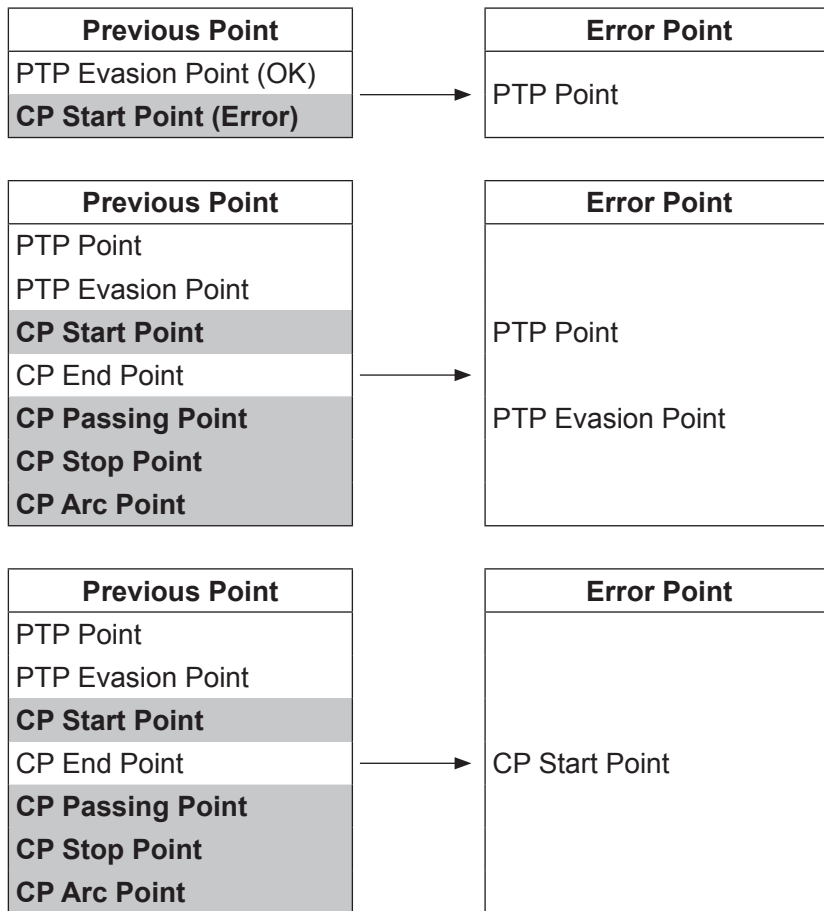 Previous Point
Error Point
PTP Evasion Point (OK)
CP Start Point (Error)
PTP Point
Previous Point
Error Point
PTP Point
PTP Evasion Point
CP Start Point
CP End Point
CP Passing Point
CP Stop Point
CP Arc Point
PTP Point
PTP Evasion Point
Previous Point
Error Point
PTP Point
PTP Evasion Point
CP Start Point
CP End Point
CP Passing Point
CP Stop Point
CP Arc Point
CP Start Point